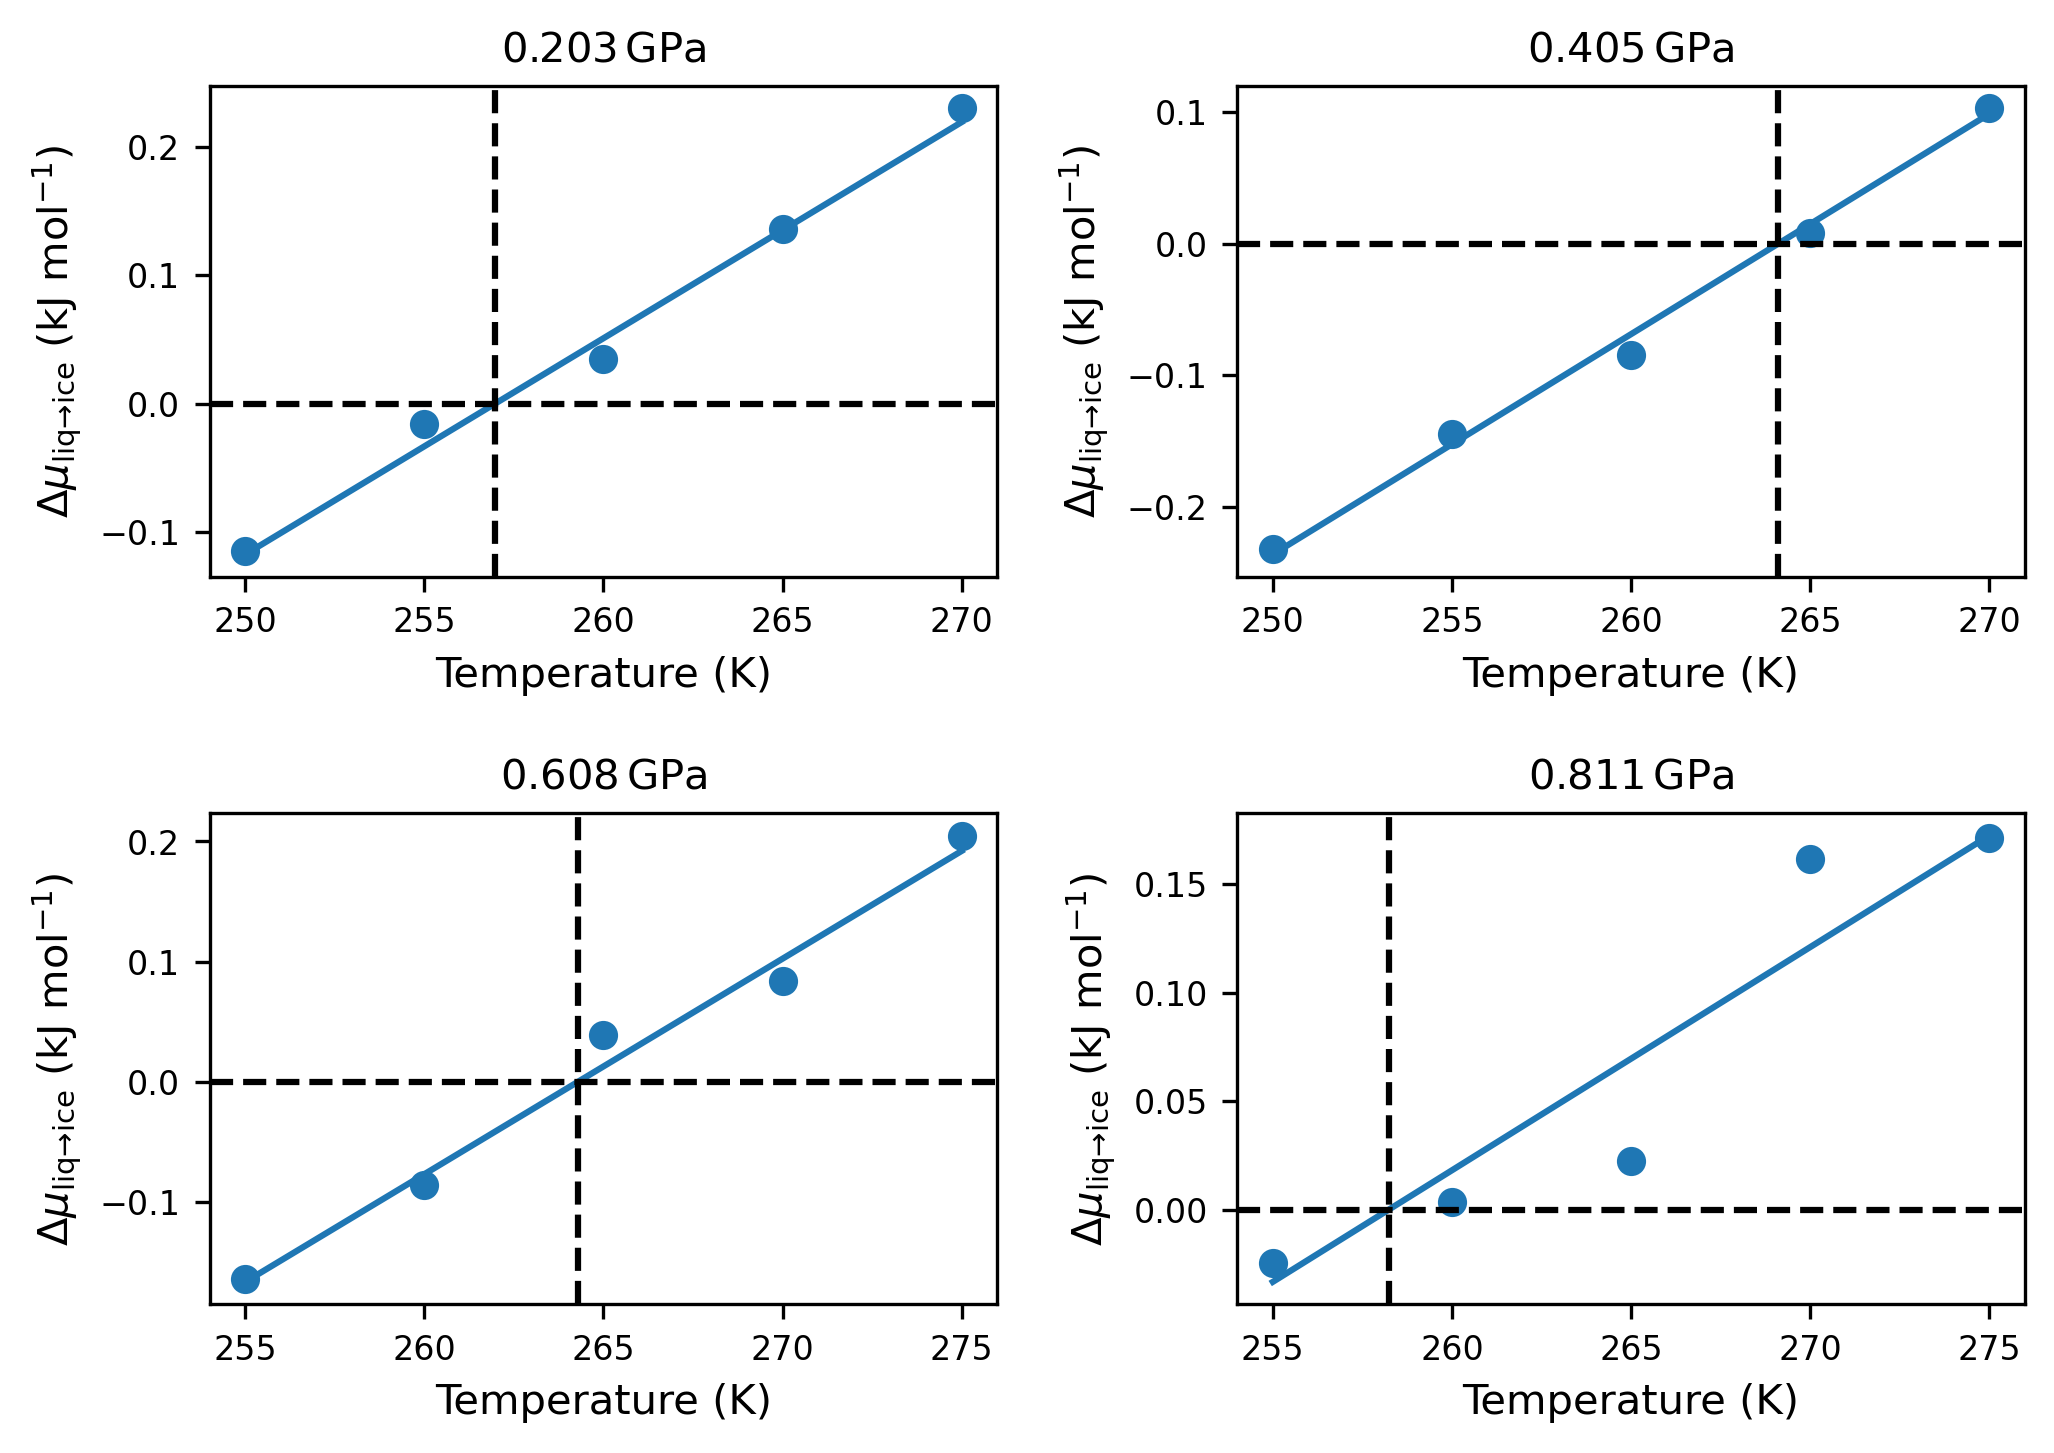 0.203 GPa
Δμliq→ice (kJ mol−1)
0.2
0.1
0.0
−0.1
250 255 260 265 270
Temperature (K)
0.405 GPa
Δμliq→ice (kJ mol−1)
0.1
0.0
−0.1
−0.2
250 255 260 265 270
Temperature (K)
0.608 GPa
Δμliq→ice (kJ mol−1)
0.2
0.1
0.0
−0.1
255 260 265 270 275
Temperature (K)
0.811 GPa
Δμliq→ice (kJ mol−1)
0.15
0.10
0.05
0.00
255 260 265 270 275
Temperature (K)